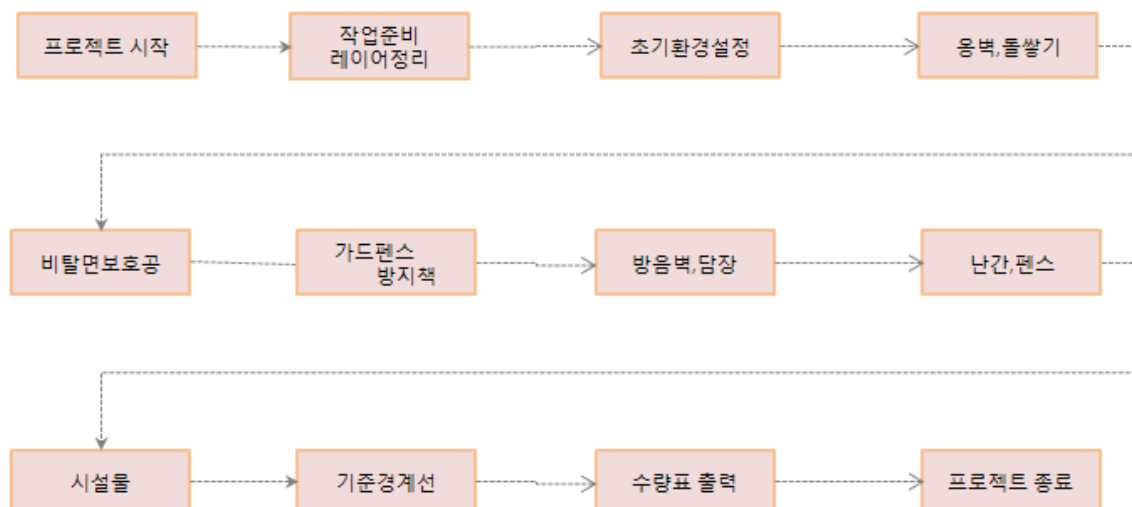 프로젝트 시작
작업준비
레이어정리
초기환경설정
옹벽,돌쌓기
비탈면보호공
가드펜스
방지책
방음벽,담장
난간,펜스
시설물
기준경계선
수량표 출력
프로젝트 종료